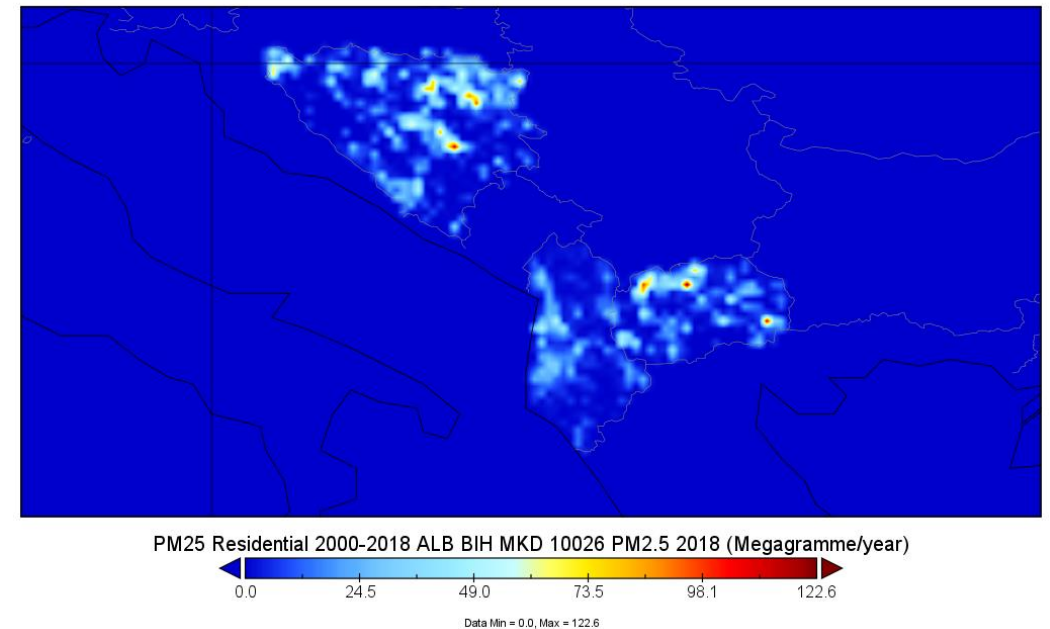 PM25 Residential 2000-2018 ALB BIH MKD 10026 PM2.5 2018 (Megagramme/year)
0.0 24.5 49.0 73.5 98.1 122.6
Data Min = 0.0, Max = 122.6